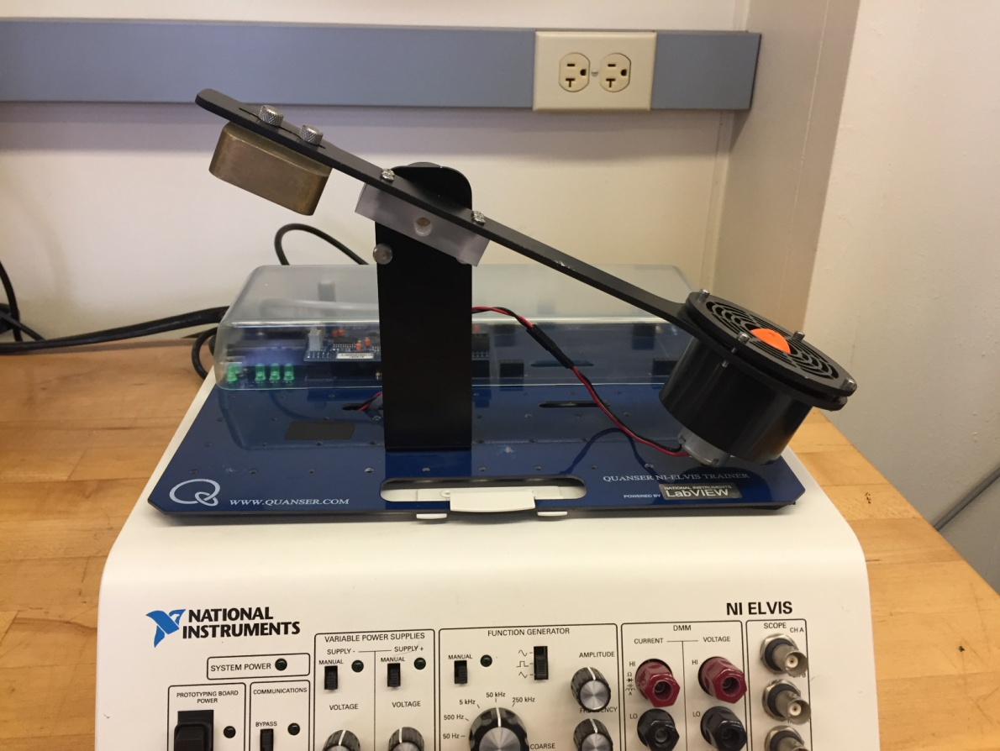 WWW.QUANSER.COM
QUANSER NI-ELVIS TRAINER
POWERED BY
NATIONAL INSTRUMENTS
LabVIEW
NATIONAL
INSTRUMENTS
NI ELVIS
SYSTEM POWER
PROTOTYPING BOARD
POWER
COMMUNICATIONS
BYPASS
VARIABLE POWER SUPPLIES
SUPPLY - SUPPLY +
MANUAL MANUAL
VOLTAGE VOLTAGE
FUNCTION GENERATOR
MANUAL
AMPLITUDE
50 kHz
5 kHz 250 kHz
500 Hz
50 Hz
COARSE
DMM
CURRENT VOLTAGE
HI HI
LO LO
SCOPE
CH A